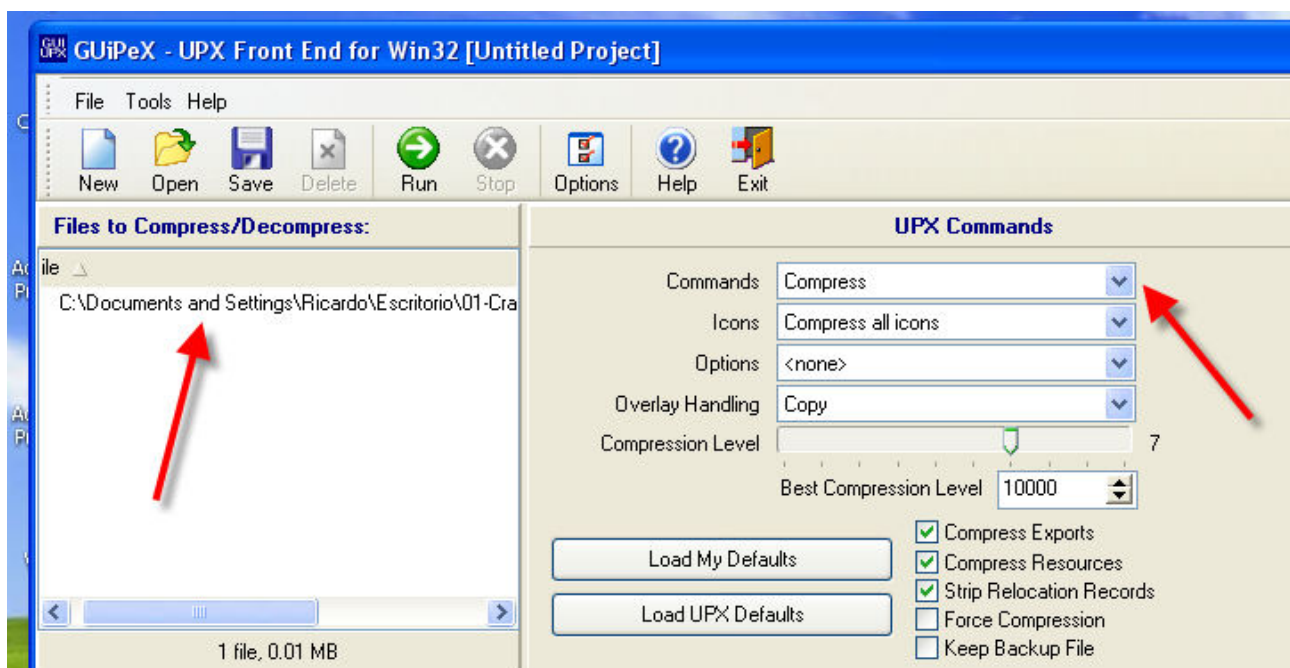 GUiPeX - UPX Front End for Win32 [Untitled Project]
File Tools Help
New Open Save Delete Run Stop Options Help Exit
Files to Compress/Decompress:
ile
C:\Documents and Settings\Ricardo\Escritorio\01-Cra
1 file, 0.01 MB
UPX Commands
Commands Compress
Icons Compress all icons
Options <none>
Overlay Handling Copy
Compression Level 7
Best Compression Level 10000
Load My Defaults
Load UPX Defaults
Compress Exports
Compress Resources
Strip Relocation Records
Force Compression
Keep Backup File